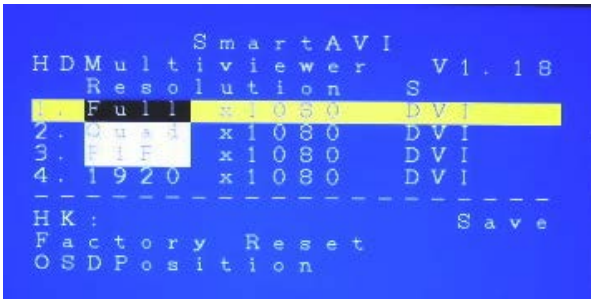 SmartAVI
HDMultiviewer V1.18
Resolution S
1. Full x1080 DVI
2. Quad x1080 DVI
3. PiP x1080 DVI
4. 1920 x1080 DVI
HK: Save
Factory Reset
OSDPosition